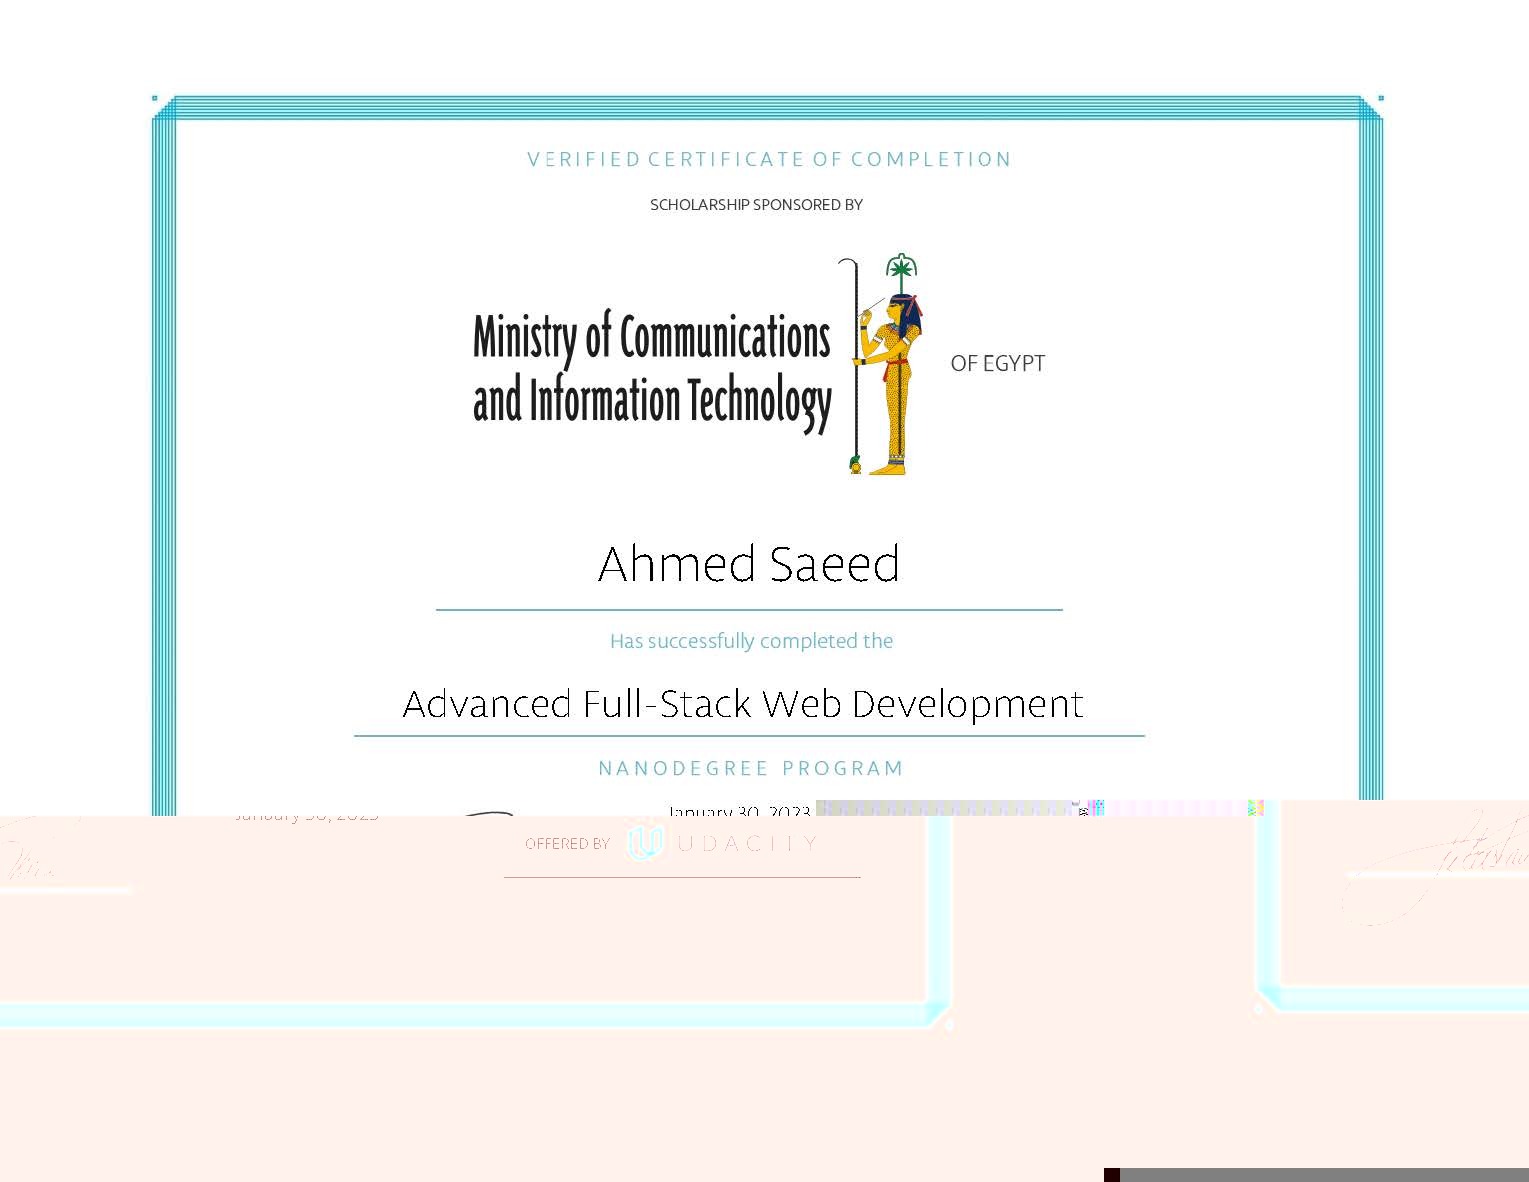 VERIFIED CERTIFICATE OF COMPLETION
SCHOLARSHIP SPONSORED BY
Ministry of Communications
and Information Technology
OF EGYPT
Ahmed Saeed
Has successfully completed the
Advanced Full-Stack Web Development
NANODEGREE PROGRAM
January 30, 2023
January 30, 2023
OFFERED BY UDACITY